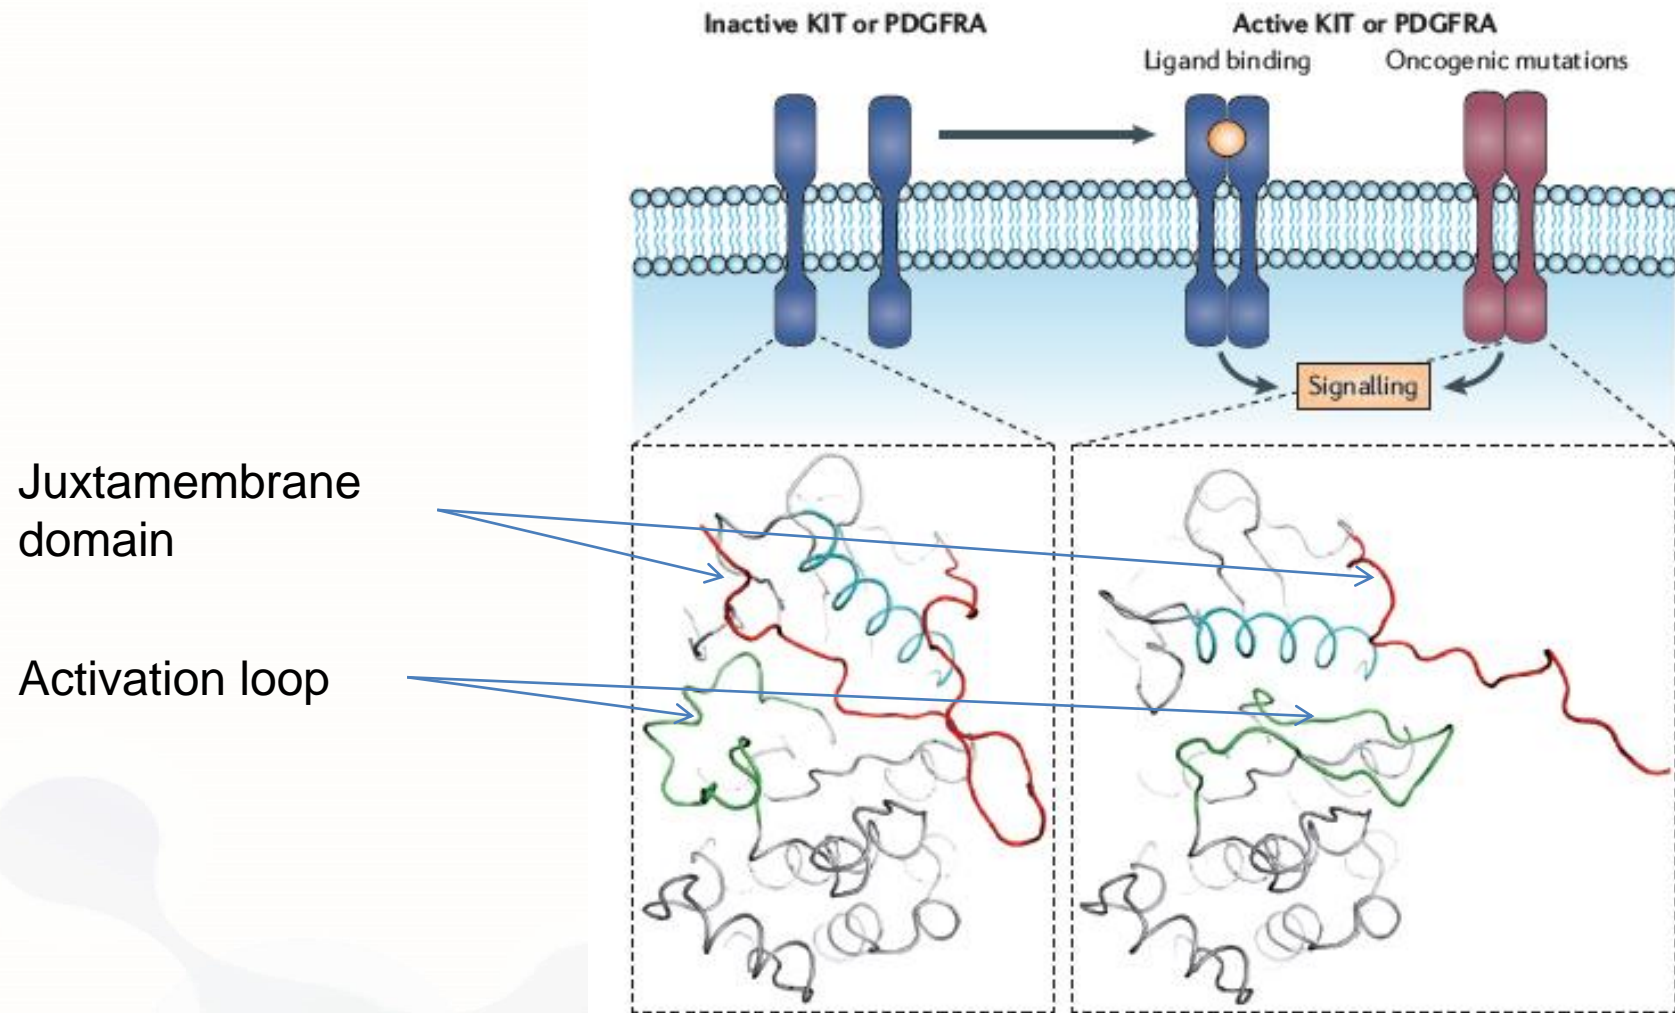 Inactive KIT or PDGFRA
Active KIT or PDGFRA
Ligand binding
Oncogenic mutations
Signalling
Juxtamembrane
domain
Activation loop